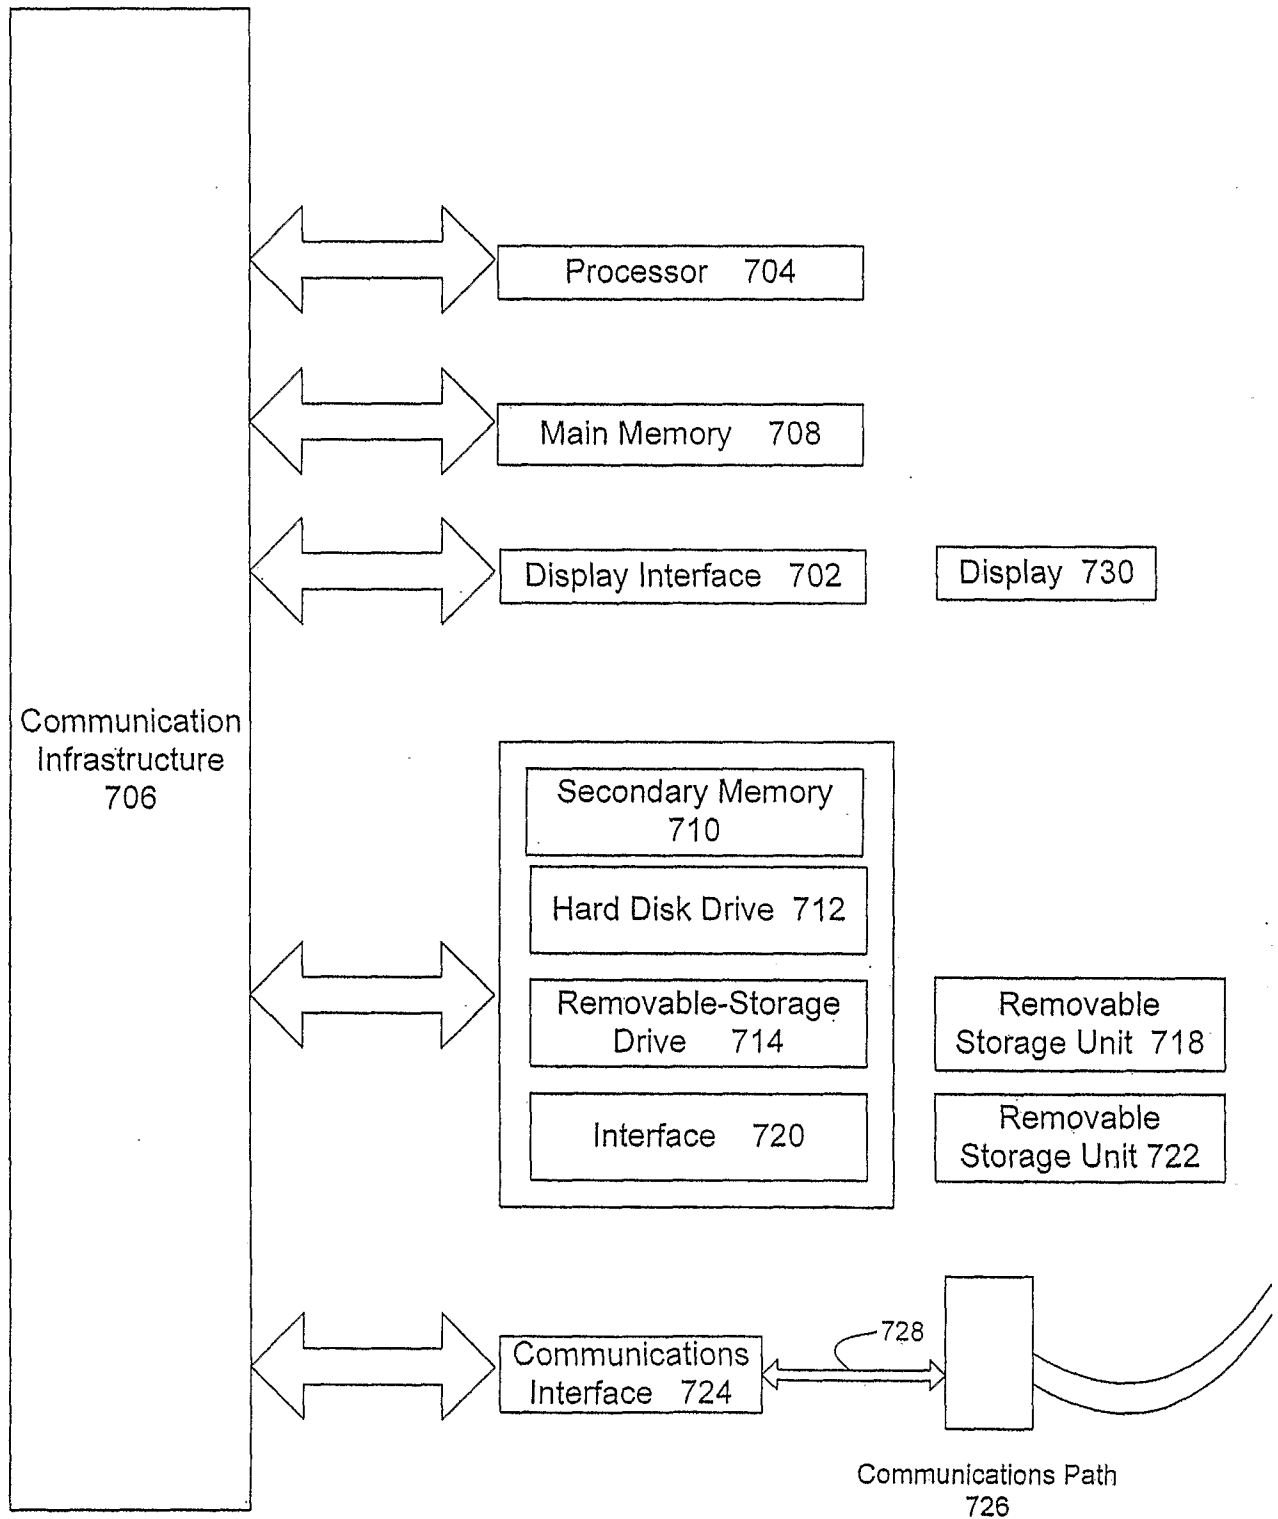 Processor 704
Main Memory 708
Display Interface 702
Display 730
Communication
Infrastructure
706
Secondary Memory
710
Hard Disk Drive 712
Removable-Storage
Drive 714
Removable
Storage Unit 718
Interface 720
Removable
Storage Unit 722
728
Communications
Interface 724
Communications Path
726